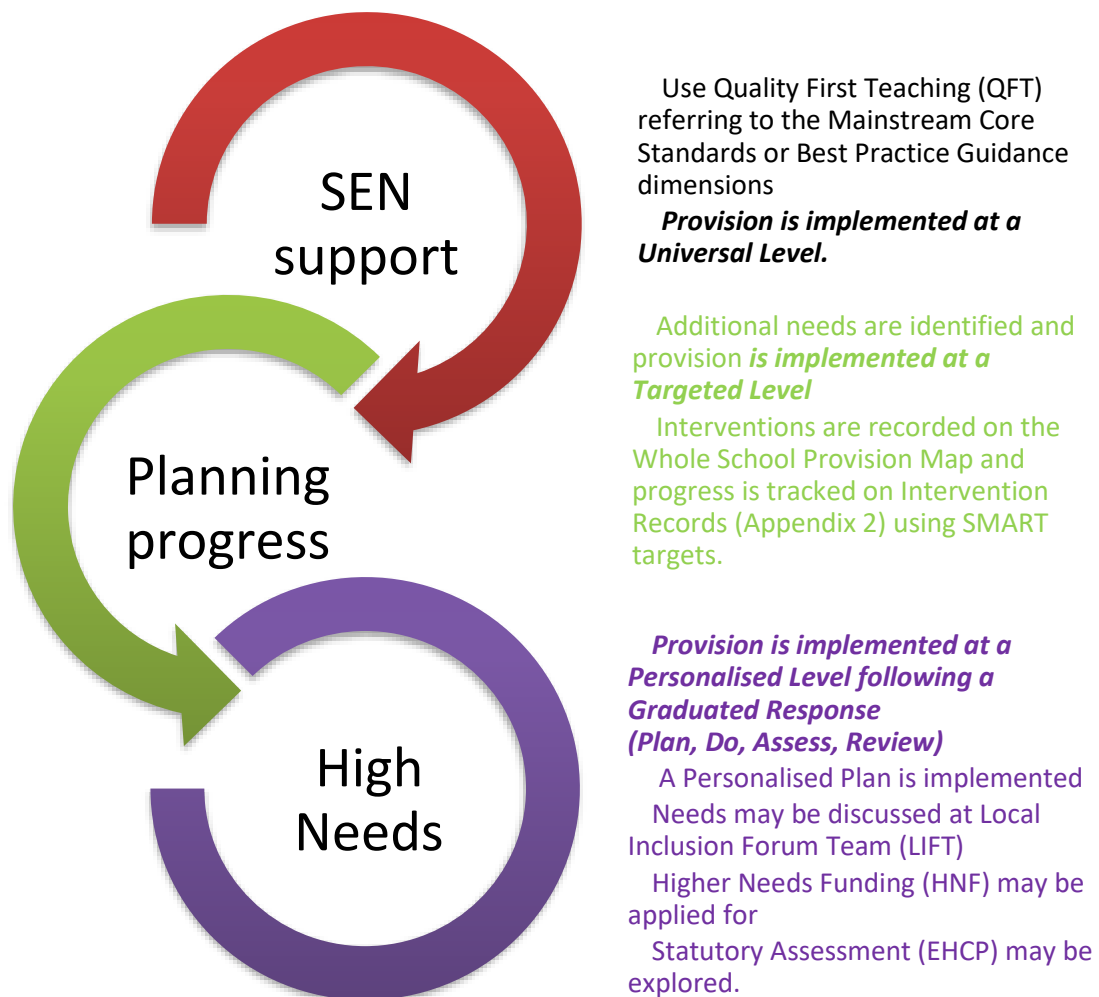 SEN
support
Use Quality First Teaching (QFT)
referring to the Mainstream Core
Standards or Best Practice Guidance
dimensions
Provision is implemented at a
Universal Level.
Planning
progress
Additional needs are identified and
provision is implemented at a
Targeted Level
Interventions are recorded on the
Whole School Provision Map and
progress is tracked on Intervention
Records (Appendix 2) using SMART
targets.
High
Needs
Provision is implemented at a
Personalised Level following a
Graduated Response
(Plan, Do, Assess, Review)
A Personalised Plan is implemented
Needs may be discussed at Local
Inclusion Forum Team (LIFT)
Higher Needs Funding (HNF) may be
applied for
Statutory Assessment (EHCP) may be
explored.